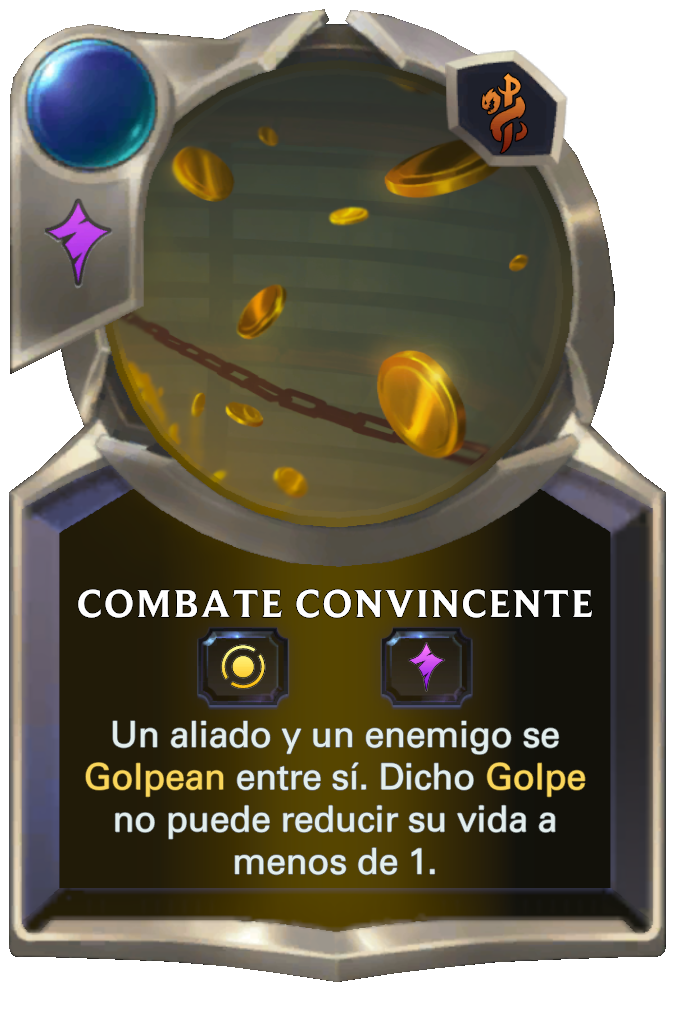 COMBATE CONVINCENTE
Un aliado y un enemigo se
Golpean entre sí. Dicho Golpe
no puede reducir su vida a
menos de 1.